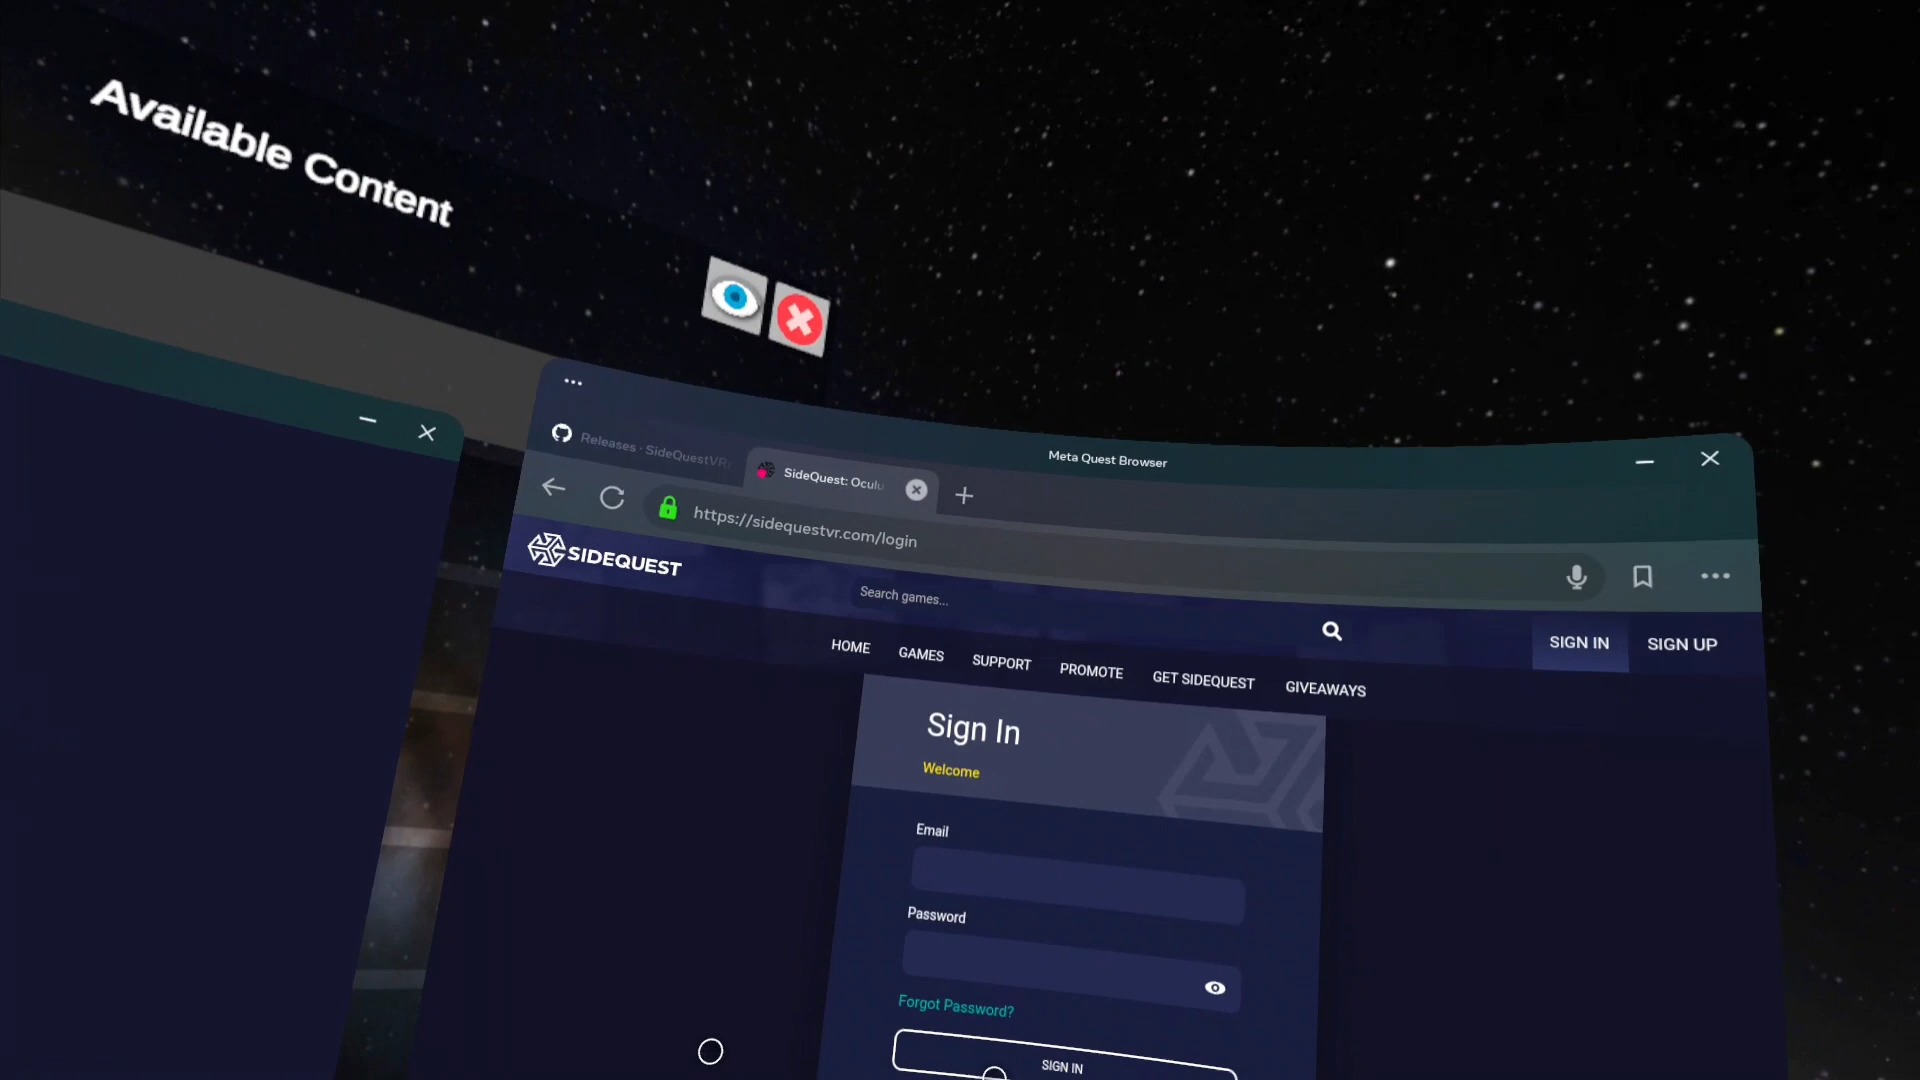 Available Content
Meta Quest Browser
Releases · SideQuestVR/
SideQuest: Ocul
https://sidequestvr.com/login
SIDEQUEST
Search games...
SIGN IN
SIGN UP
HOME
GAMES
SUPPORT
PROMOTE
GET SIDEQUEST
GIVEAWAYS
Sign In
Welcome
Email
Password
Forgot Password?
SIGN IN